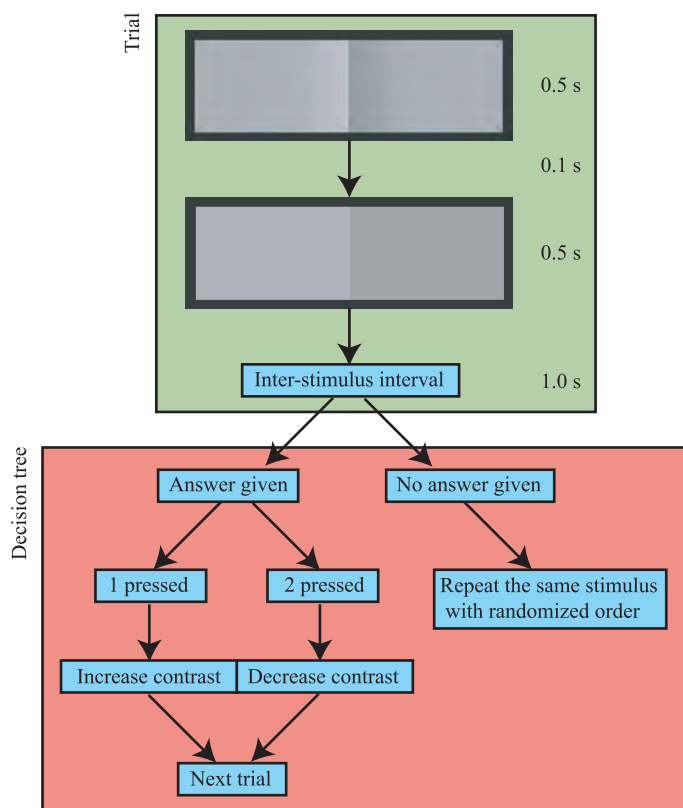 Trial
0.5 s
0.1 s
0.5 s
Inter-stimulus interval
1.0 s
Decision tree
Answer given
No answer given
1 pressed
2 pressed
Repeat the same stimulus
with randomized order
Increase contrast
Decrease contrast
Next trial